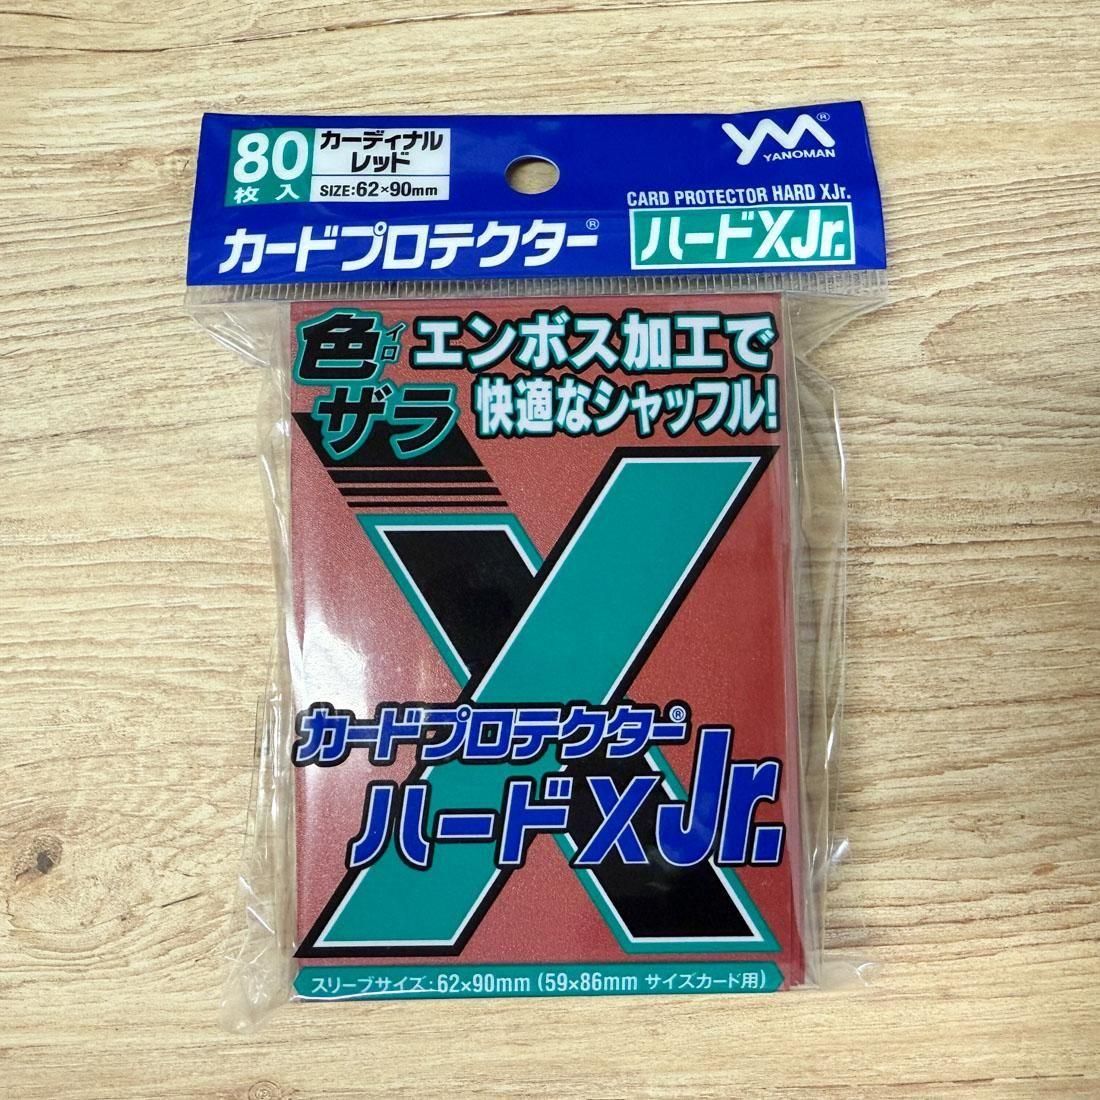 80
枚入
カーディナル
レッド
SIZE:62×90mm
YM®
YANOMAN
CARD PROTECTOR HARD XJr.
カードプロテクター®
ハードXJr.
色イロ
ザラ
エンボス加工で
快適なシャッフル!
X
カードプロテクター®
ハードXJr.
スリーブサイズ:62×90mm (59×86mm サイズカード用)